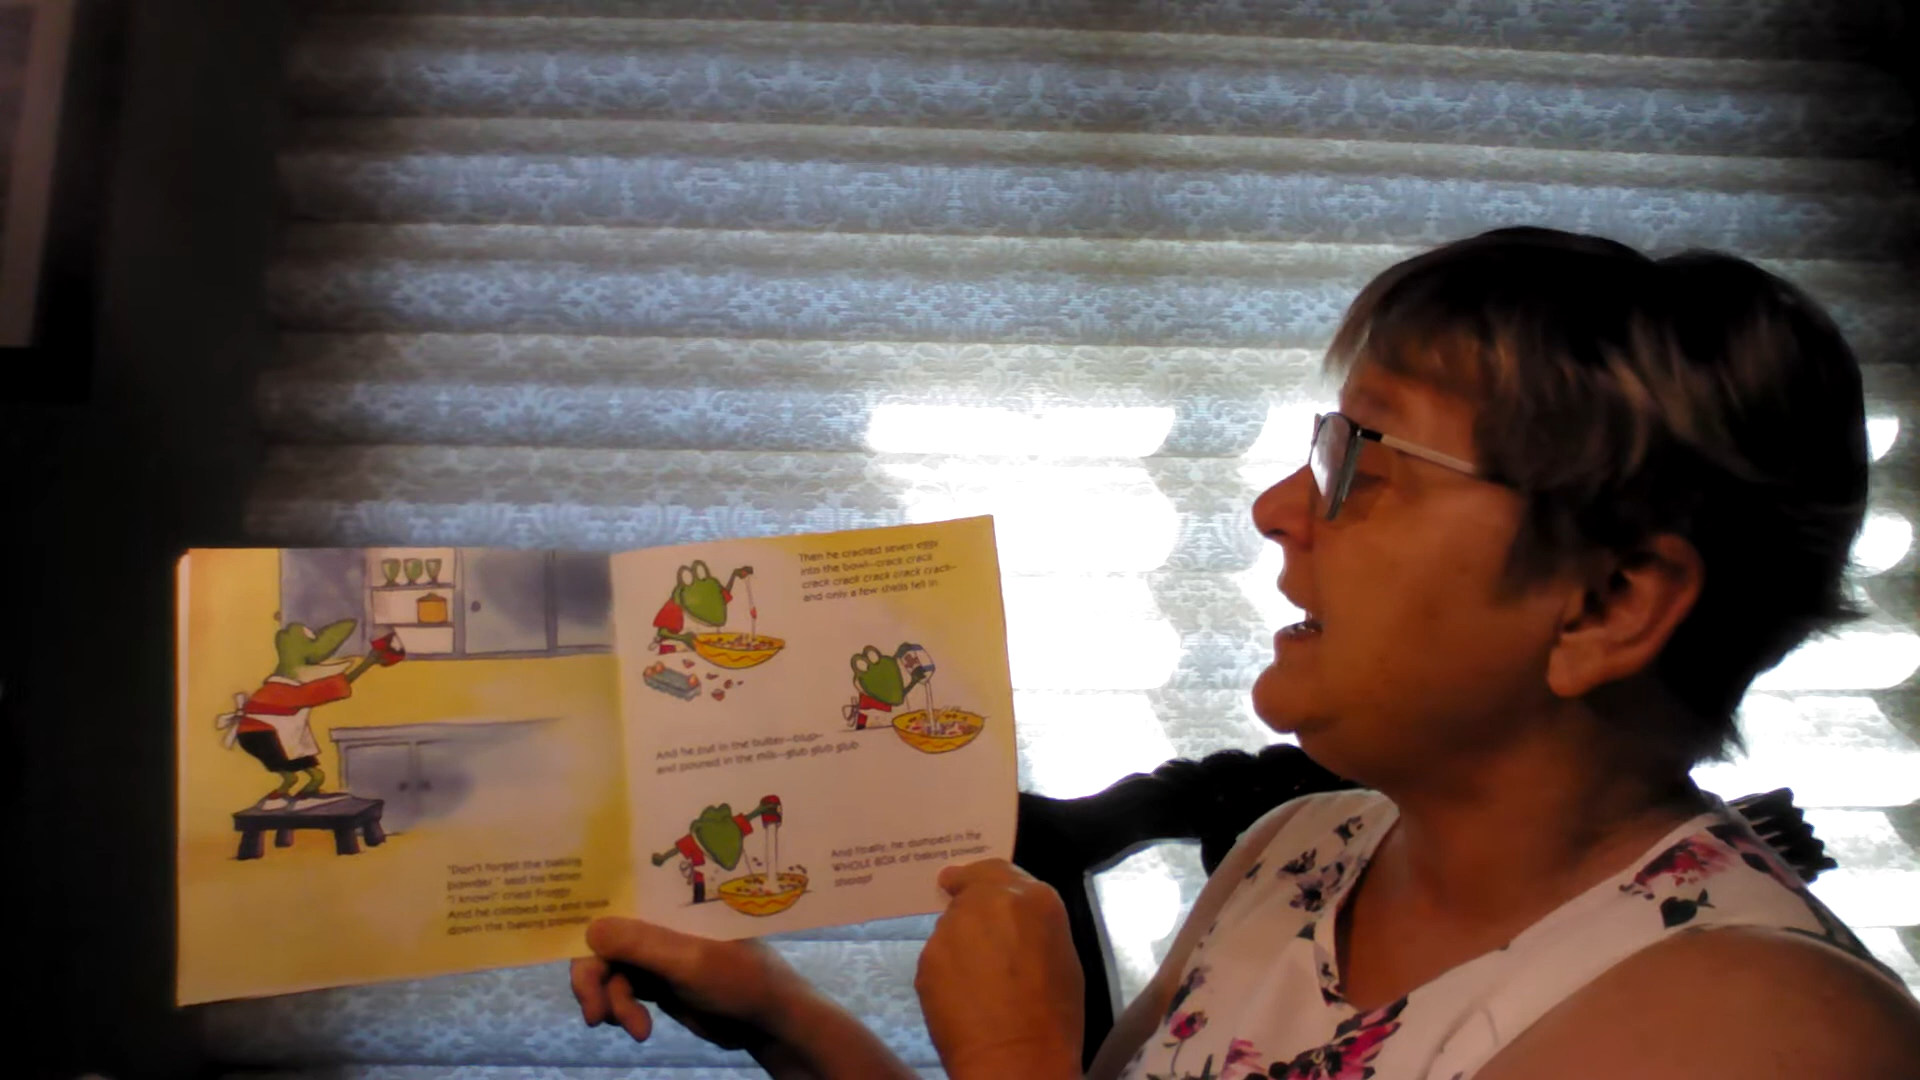 "Don't forget the baking
powder," said his father.
"I know!" cried Froggy.
And he climbed up and took
down the baking powder.
Then he cracked seven eggs
into the bowl—crack crack
crack crack crack crack crack—
and only a few shells fell in.
And he put in the butter—plop—
and poured in the milk—glub glub glub.
And finally, he dumped in the
WHOLE BOX of baking powder—